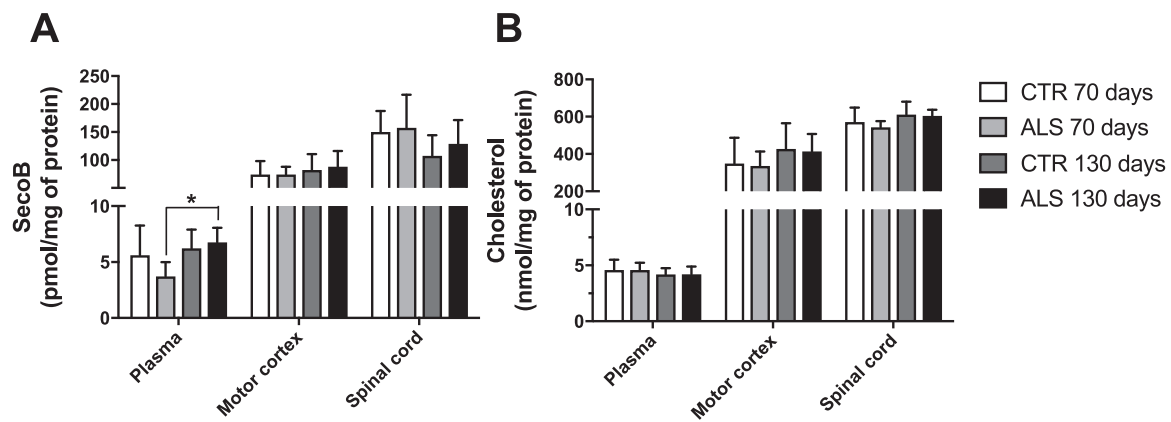 A
SecoB
(pmol/mg of protein)
250
200
150
100
10
5
0
*
Plasma
Motor cortex
Spinal cord
B
Cholesterol
(nmol/mg of protein)
800
600
400
200
10
5
0
Plasma
Motor cortex
Spinal cord
CTR 70 days
ALS 70 days
CTR 130 days
ALS 130 days